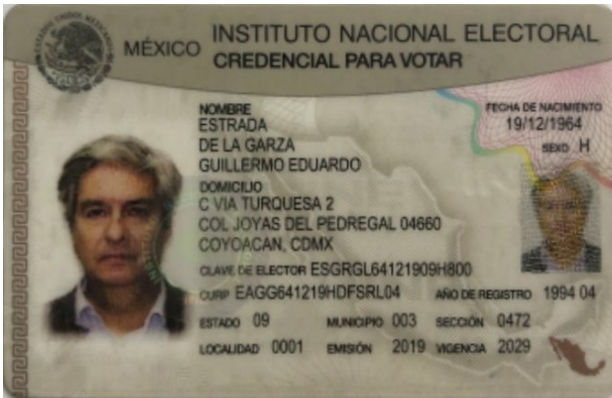 MÉXICO
INSTITUTO NACIONAL ELECTORAL
CREDENCIAL PARA VOTAR
NOMBRE
ESTRADA
DE LA GARZA
GUILLERMO EDUARDO
FECHA DE NACIMIENTO
19/12/1964
SEXO H
DOMICILIO
C VIA TURQUESA 2
COL JOYAS DEL PEDREGAL 04660
COYOACAN, CDMX
CLAVE DE ELECTOR ESGRGL64121909H800
CURP EAGG641219HDFSRL04 AÑO DE REGISTRO 1994 04
ESTADO 09 MUNICIPIO 003 SECCIÓN 0472
LOCALIDAD 0001 EMISIÓN 2019 VIGENCIA 2029